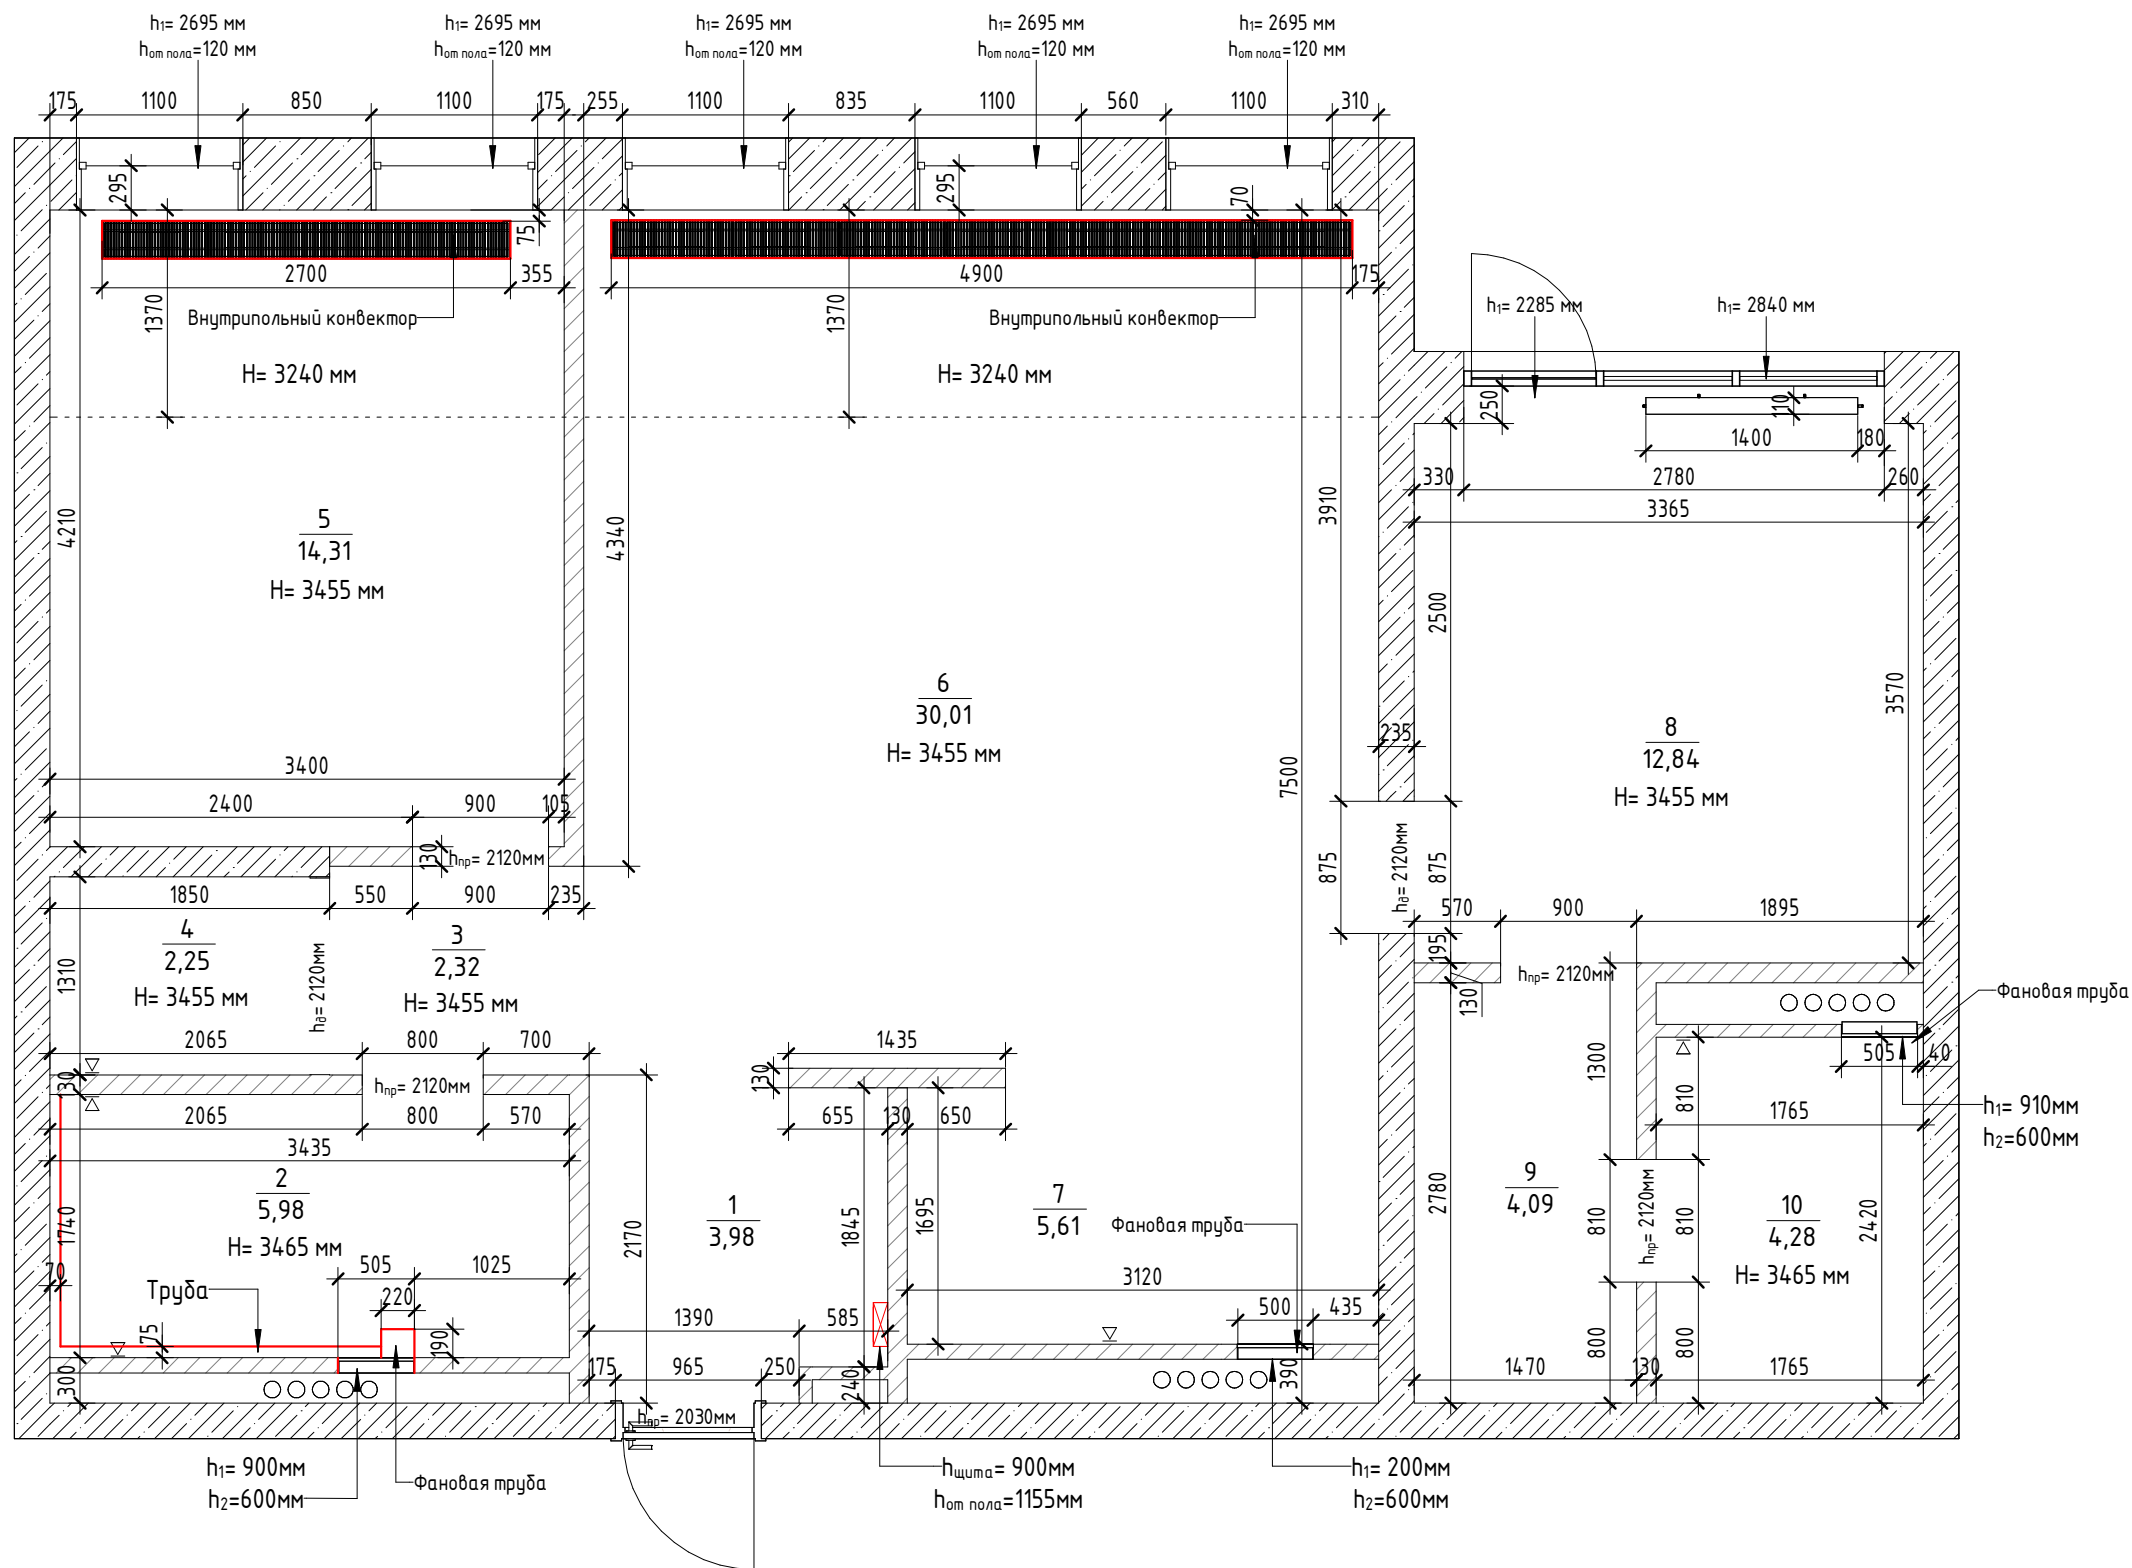 h1= 2695 мм
hот пола=120 мм
h1= 2695 мм
hот пола=120 мм
h1= 2695 мм
hот пола=120 мм
h1= 2695 мм
hот пола=120 мм
h1= 2695 мм
hот пола=120 мм
175 1100 850 1100 175 255 1100 835 1100 560 1100 310
295
295
70
75
2700 355
4900 175
1370
1370
Внутрипольный конвектор
Внутрипольный конвектор
h1= 2285 мм
h1= 2840 мм
H= 3240 мм
H= 3240 мм
250
110
1400 180
330 2780 260
3365
4210
4340
3910
2500
3570
5
14,31
H= 3455 мм
6
30,01
H= 3455 мм
8
12,84
H= 3455 мм
235
7500
3400
2400 900 105
130
hпр= 2120мм
875
hд= 2120мм
875
1850 550 900 235
570 900 1895
4
2,25
H= 3455 мм
3
2,32
H= 3455 мм
hд= 2120мм
1310
195
130
hпр= 2120мм
Фановая труба
2065 800 700
1435
130
hпр= 2120мм
130
505 40
1300
810
h1= 910мм
h2=600мм
2065 800 570
655 130 650
1765
3435
2
5,98
H= 3465 мм
1740
70
1
3,98
2170
1845
1695
7
5,61
Фановая труба
9
4,09
2780
810
hпр= 2120мм
810
10
4,28
H= 3465 мм
2420
505 1025
220
Труба
75
190
300
3120
500 435
1390 585
175 965 250
240
390
800
800
1470 130 1765
hпр= 2030мм
h1= 900мм
h2=600мм
Фановая труба
hщита= 900мм
hот пола=1155мм
h1= 200мм
h2=600мм